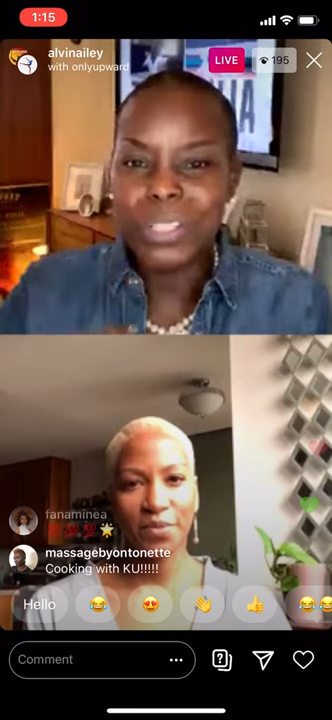 1:15
alvinailey
with onlyupward
LIVE
195
fanaminea
massagebyontonette
Cooking with KU!!!!!
Hello
Comment